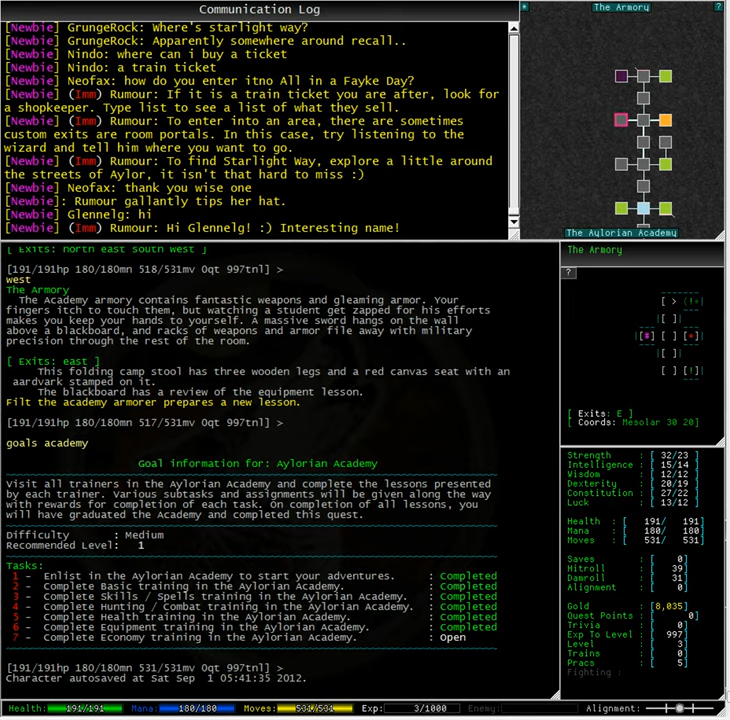 Communication Log
[Newbie] GrungeRock: Where's starlight way?
[Newbie] GrungeRock: Apparently somewhere around recall..
[Newbie] Nindo: where can i buy a ticket
[Newbie] Nindo: a train ticket
[Newbie] Neofax: how do you enter itno All in a Fayke Day?
[Newbie] (Imm) Rumour: If it is a train ticket you are after, look for
a shopkeeper. Type list to see a list of what they sell.
[Newbie] (Imm) Rumour: To enter into an area, there are sometimes
custom exits are room portals. In this case, try listening to the
wizard and tell him where you want to go.
[Newbie] (Imm) Rumour: To find Starlight Way, explore a little around
the streets of Aylor, it isn't that hard to miss :)
[Newbie] Neofax: thank you wise one
[Newbie]: Rumour gallantly tips her hat.
[Newbie] Glennelg: hi
[Newbie] (Imm) Rumour: Hi Glennelg! :) Interesting name!
The Armory
?
The Aylorian Academy
[ Exits: north east south west ]
[191/191hp 180/180mn 518/531mv 0qt 997tnl] >
west
The Armory
The Academy armory contains fantastic weapons and gleaming armor. Your
fingers itch to touch them, but watching a student get zapped for his efforts
makes you keep your hands to yourself. A massive sword hangs on the wall
above a blackboard, and racks of weapons and armor file away with military
precision through the rest of the room.
[ Exits: east ]
This folding camp stool has three wooden legs and a red canvas seat with an
aardvark stamped on it.
The blackboard has a review of the equipment lesson.
Filt the academy armorer prepares a new lesson.
[191/191hp 180/180mn 517/531mv 0qt 997tnl] >
goals academy
Goal information for: Aylorian Academy
Visit all trainers in the Aylorian Academy and complete the lessons presented
by each trainer. Various subtasks and assignments will be given along the way
with rewards for completion of each task. On completion of all lessons, you
will have graduated the Academy and completed this quest.
Difficulty : Medium
Recommended Level: 1
Tasks:
1 - Enlist in the Aylorian Academy to start your adventures. : Completed
2 - Complete Basic training in the Aylorian Academy. : Completed
3 - Complete Skills / Spells training in the Aylorian Academy. : Completed
4 - Complete Hunting / Combat training in the Aylorian Academy. : Completed
5 - Complete Health training in the Aylorian Academy. : Completed
6 - Complete Equipment training in the Aylorian Academy. : Completed
7 - Complete Economy training in the Aylorian Academy. : Open
[191/191hp 180/180mn 531/531mv 0qt 997tnl] >
Character autosaved at Sat Sep 1 05:41:35 2012.
The Armory
?
[ Exits: E ]
[ Coords: Mesolar 30 20]
Strength : [ 32/23 ]
Intelligence : [ 15/14 ]
Wisdom : [ 12/12 ]
Dexterity : [ 20/19 ]
Constitution : [ 27/22 ]
Luck : [ 13/12 ]
Health : [ 191/ 191]
Mana : [ 180/ 180]
Moves : [ 531/ 531]
Saves : [ 0]
Hitroll : [ 39]
Damroll : [ 31]
Alignment : [ 0]
Gold : [8,035]
Quest Points : [ 0]
Trivia : [ 0]
Exp To Level : [ 997]
Level : [ 3]
Trains : [ 0]
Pracs : [ 5]
Fighting :
Health: 191/191 Mana: 180/180 Moves: 531/531 Exp: 3/1000 Enemy: Alignment: